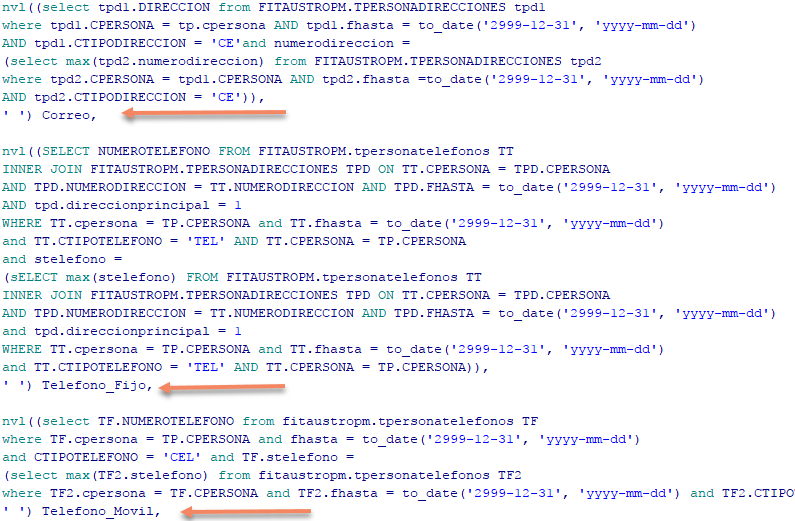 nvl((select tpd1.DIRECCION from FITAUSTROPM.TPERSONADIRECCIONES tpd1
where tpd1.CPERSONA = tp.cpersona AND tpd1.fhasta = to_date('2999-12-31', 'yyyy-mm-dd')
AND tpd1.CTIPODIRECCION = 'CE'and numerodireccion =
(select max(tpd2.numerodireccion) from FITAUSTROPM.TPERSONADIRECCIONES tpd2
where tpd2.CPERSONA = tpd1.CPERSONA AND tpd2.fhasta =to_date('2999-12-31', 'yyyy-mm-dd')
AND tpd2.CTIPODIRECCION = 'CE')),
' ') Correo,
nvl((SELECT NUMEROTELEFONO FROM FITAUSTROPM.tpersonatelefonos TT
INNER JOIN FITAUSTROPM.TPERSONADIRECCIONES TPD ON TT.CPERSONA = TPD.CPERSONA
AND TPD.NUMERODIRECCION = TT.NUMERODIRECCION AND TPD.FHASTA = to_date('2999-12-31', 'yyyy-mm-dd')
AND tpd.direccionprincipal = 1
WHERE TT.cpersona = TP.CPERSONA and TT.fhasta = to_date('2999-12-31', 'yyyy-mm-dd')
and TT.CTIPOTELEFONO = 'TEL' AND TT.CPERSONA = TP.CPERSONA
and stelefono =
(sELECT max(stelefono) FROM FITAUSTROPM.tpersonatelefonos TT
INNER JOIN FITAUSTROPM.TPERSONADIRECCIONES TPD ON TT.CPERSONA = TPD.CPERSONA
AND TPD.NUMERODIRECCION = TT.NUMERODIRECCION AND TPD.FHASTA = to_date('2999-12-31', 'yyyy-mm-dd')
and tpd.direccionprincipal = 1
WHERE TT.cpersona = TP.CPERSONA and TT.fhasta = to_date('2999-12-31', 'yyyy-mm-dd')
and TT.CTIPOTELEFONO = 'TEL' AND TT.CPERSONA = TP.CPERSONA)),
' ') Telefono_Fijo,
nvl((select TF.NUMEROTELEFONO from fitaustropm.tpersonatelefonos TF
where TF.cpersona = TP.CPERSONA and fhasta = to_date('2999-12-31', 'yyyy-mm-dd')
and CTIPOTELEFONO = 'CEL' and TF.stelefono =
(select max(TF2.stelefono) from fitaustropm.tpersonatelefonos TF2
where TF2.cpersona = TF.CPERSONA and TF2.fhasta = to_date('2999-12-31', 'yyyy-mm-dd') and
' ') Telefono_Movil,